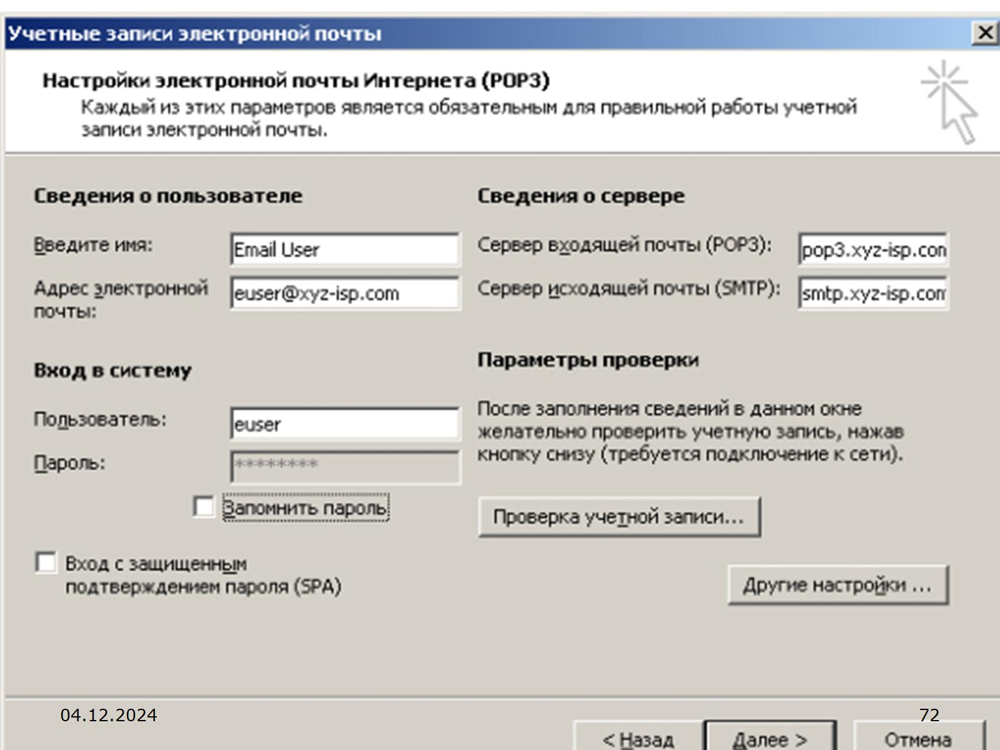 Учетные записи электронной почты
Настройки электронной почты Интернета (POP3)
Каждый из этих параметров является обязательным для правильной работы учетной
записи электронной почты.
Сведения о пользователе
Введите имя:
Email User
Адрес электронной
почты:
euser@xyz-isp.com
Вход в систему
Пользователь:
euser
Пароль:
********
Запомнить пароль
Вход с защищенным
подтверждением пароля (SPA)
Сведения о сервере
Сервер входящей почты (POP3):
pop3.xyz-isp.com
Сервер исходящей почты (SMTP):
smtp.xyz-isp.com
Параметры проверки
После заполнения сведений в данном окне
желательно проверить учетную запись, нажав
кнопку снизу (требуется подключение к сети).
Проверка учетной записи...
Другие настройки ...
04.12.2024
72
< Назад
Далее >
Отмена